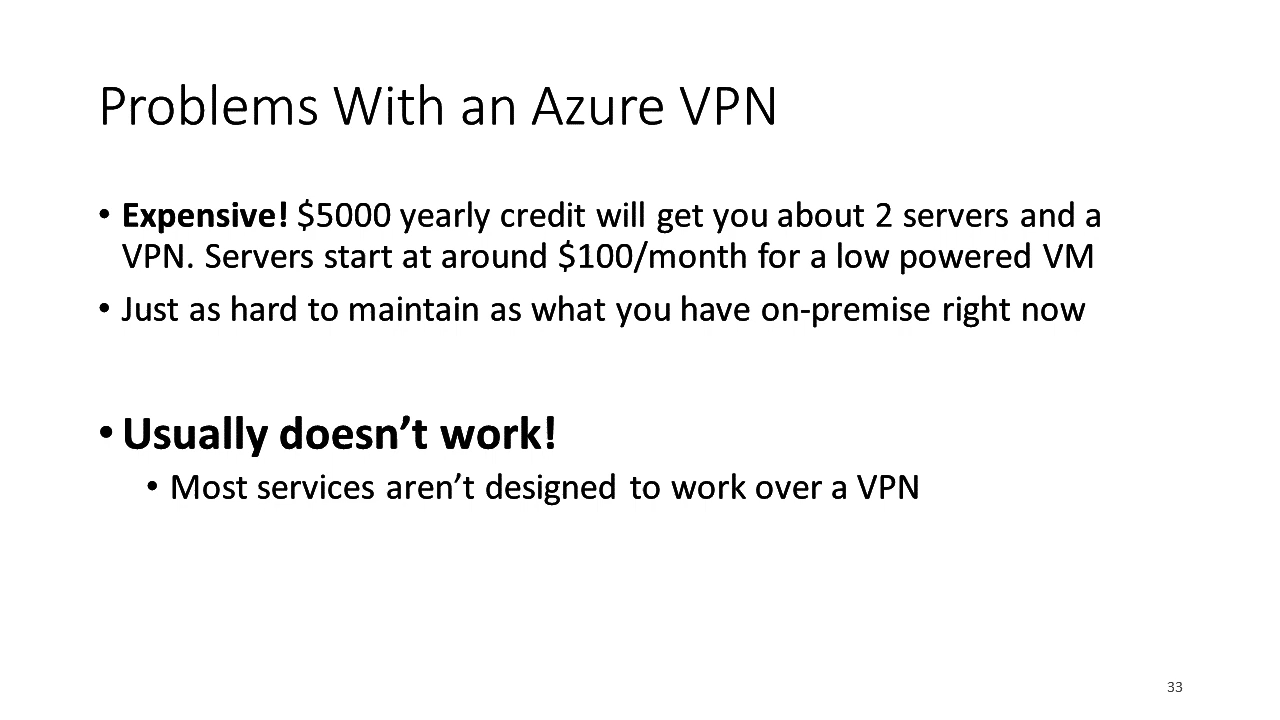 Problems With an Azure VPN
• Expensive! $5000 yearly credit will get you about 2 servers and a
VPN. Servers start at around $100/month for a low powered VM
• Just as hard to maintain as what you have on-premise right now
• Usually doesn’t work!
• Most services aren’t designed to work over a VPN
33